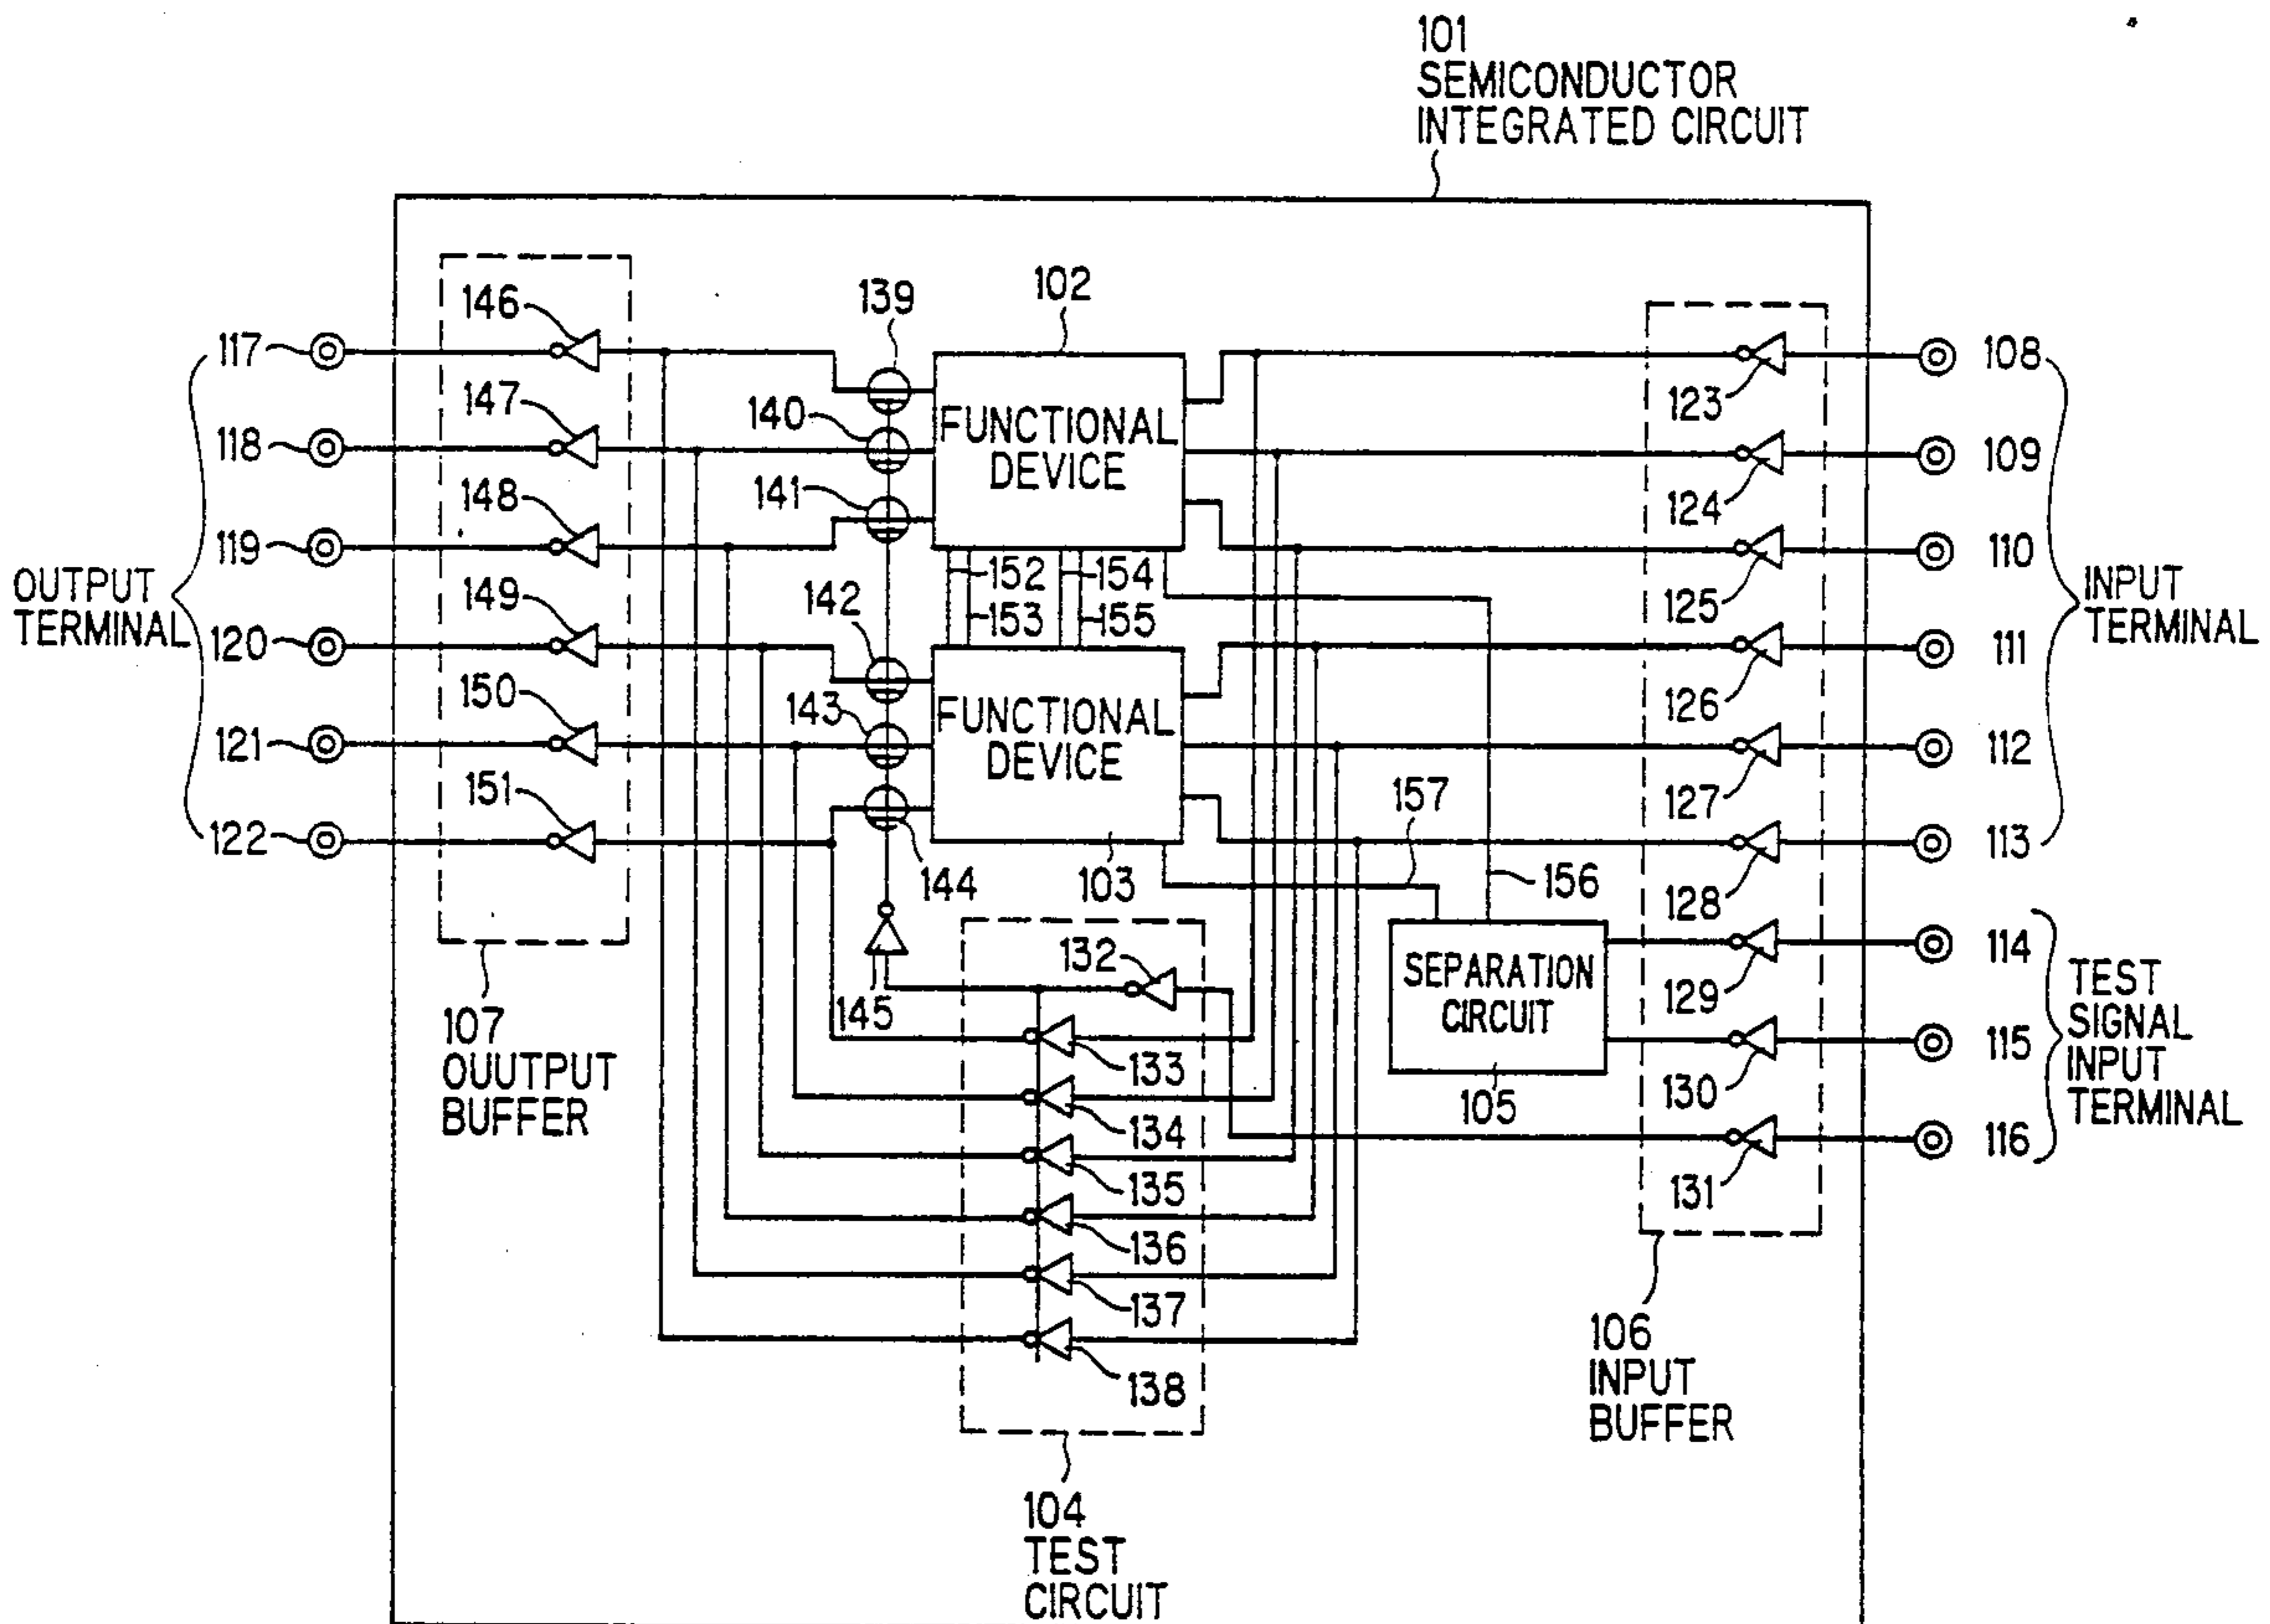 101
SEMICONDUCTOR
INTEGRATED CIRCUIT
146
139
102
117
108
123
147
140
FUNCTIONAL
DEVICE
118
109
124
148
141
119
110
125
OUTPUT
TERMINAL
INPUT
TERMINAL
149
142
152
154
153
155
120
111
126
150
143
FUNCTIONAL
DEVICE
121
112
127
151
157
122
113
144
103
156
128
SEPARATION
CIRCUIT
114
129
TEST
SIGNAL
INPUT
TERMINAL
132
145
107
OUUTPUT
BUFFER
133
105
115
130
134
116
131
135
136
137
138
106
INPUT
BUFFER
104
TEST
CIRCUIT